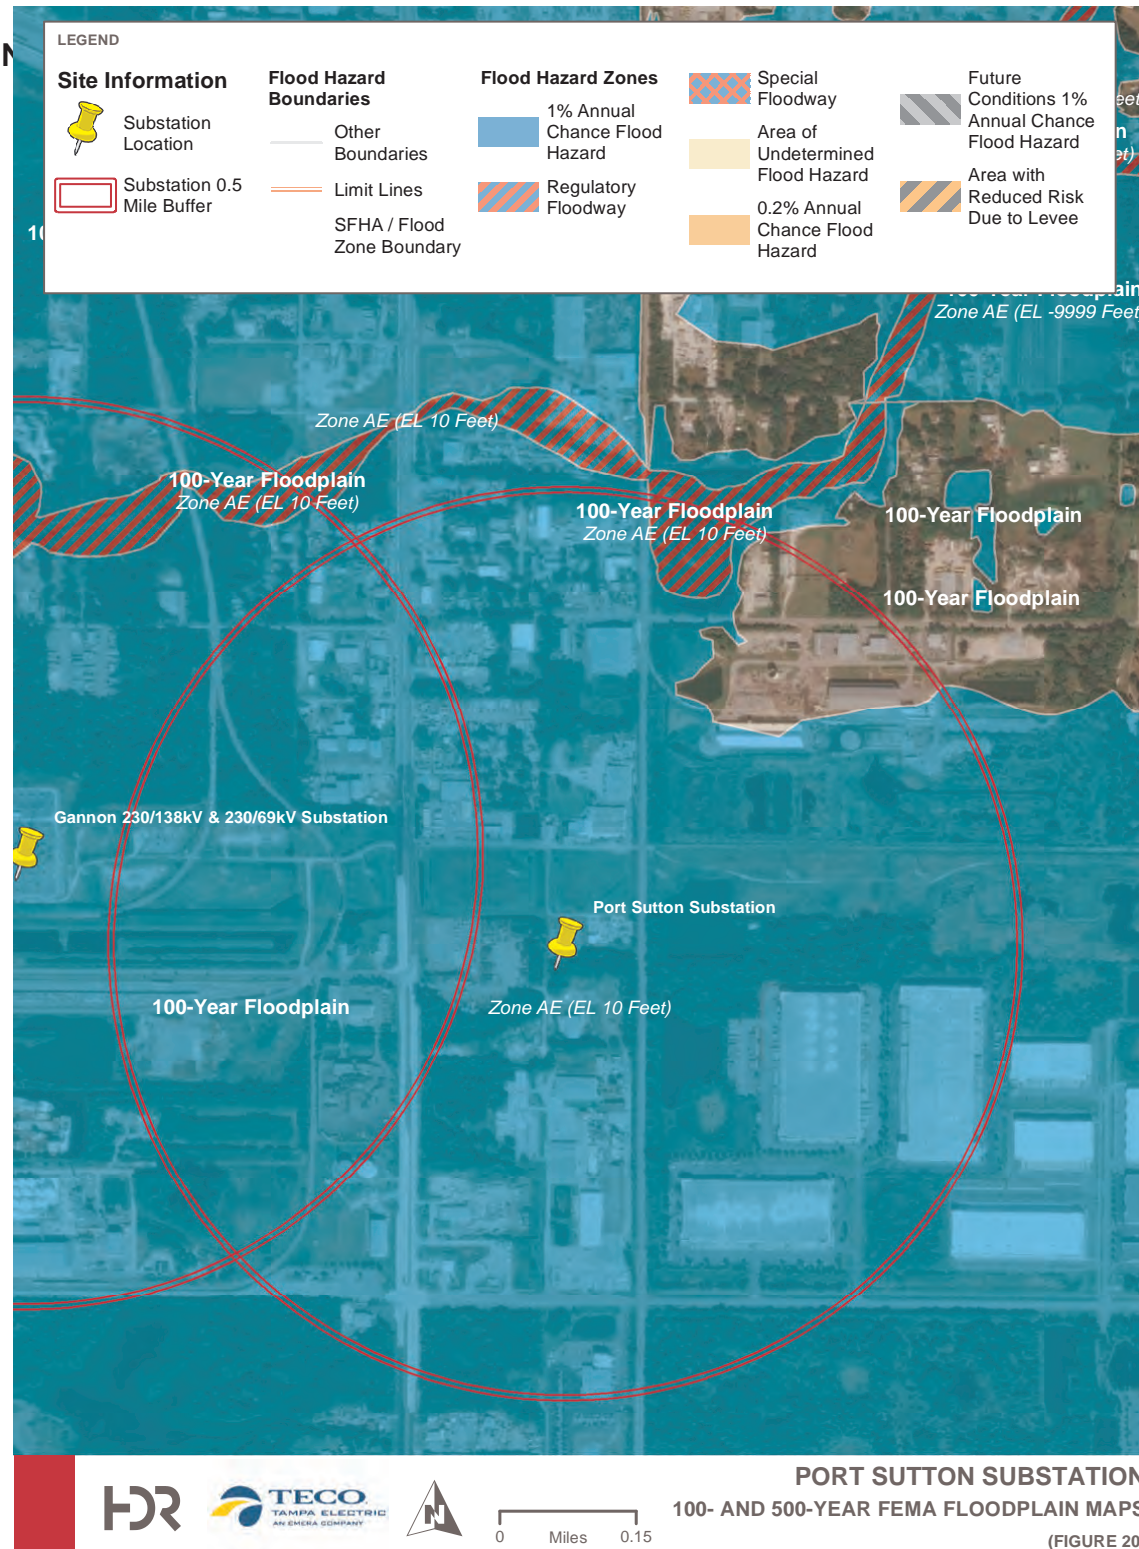 LEGEND
Site Information
Substation
Location
Substation 0.5
Mile Buffer
Flood Hazard
Boundaries
Other
Boundaries
Limit Lines
SFHA / Flood
Zone Boundary
Flood Hazard Zones
1% Annual
Chance Flood
Hazard
Regulatory
Floodway
Special
Floodway
Area of
Undetermined
Flood Hazard
0.2% Annual
Chance Flood
Hazard
Future
Conditions 1%
Annual Chance
Flood Hazard
Area with
Reduced Risk
Due to Levee
100-Year Floodplain
Zone AE (EL -9999 Feet
Zone AE (EL 10 Feet)
100-Year Floodplain
Zone AE (EL 10 Feet)
100-Year Floodplain
Zone AE (EL 10 Feet)
100-Year Floodplain
100-Year Floodplain
Gannon 230/138kV & 230/69kV Substation
Port Sutton Substation
100-Year Floodplain
Zone AE (EL 10 Feet)
HDR
TECO
TAMPA ELECTRIC
AN EMERA COMPANY
N
0 Miles 0.15
PORT SUTTON SUBSTATION
100- AND 500-YEAR FEMA FLOODPLAIN MAPS
(FIGURE 20